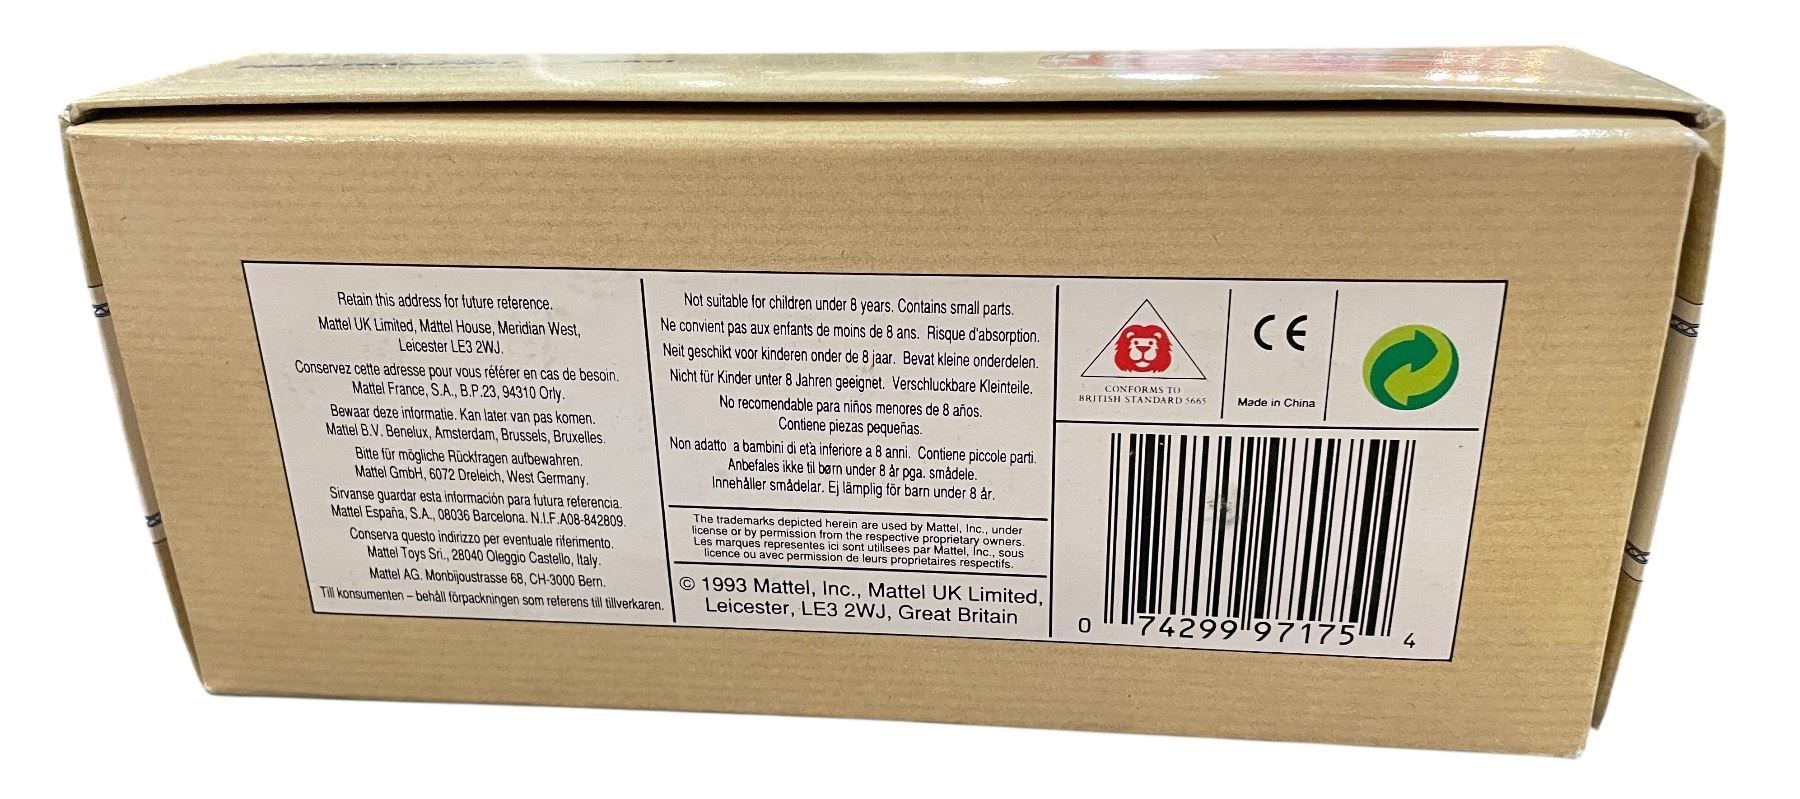 Retain this address for future reference.
Mattel UK Limited, Mattel House, Meridian West,
Leicester LE3 2WJ.
Conservez cette adresse pour vous référer en cas de besoin.
Mattel France, S.A., B.P.23, 94310 Orly.
Bewaar deze informatie. Kan later van pas komen.
Mattel B.V. Benelux, Amsterdam, Brussels, Bruxelles.
Bitte für mögliche Rückfragen aufbewahren.
Mattel GmbH, 6072 Dreleich, West Germany.
Sirvanse guardar esta información para futura referencia.
Mattel España, S.A., 08036 Barcelona. N.I.F.A08-842809.
Conserva questo indirizzo per eventuale riferimento.
Mattel Toys Sri., 28040 Oleggio Castello, Italy.
Mattel AG. Monbijoustrasse 68, CH-3000 Bern.
Till konsumenten – behåll förpackningen som referens till tillverkaren.
Not suitable for children under 8 years. Contains small parts.
Ne convient pas aux enfants de moins de 8 ans. Risque d'absorption.
Neit geschikt voor kinderen onder de 8 jaar. Bevat kleine onderdelen.
Nicht für Kinder unter 8 Jahren geeignet. Verschluckbare Kleinteile.
No recomendable para niños menores de 8 años.
Contiene piezas pequeñas.
Non adatto a bambini di età inferiore a 8 anni. Contiene piccole parti.
Anbefales ikke til børn under 8 år pga. smådele.
Innehåller smådelar. Ej lämplig för barn under 8 år.
The trademarks depicted herein are used by Mattel, Inc., under
license or by permission from the respective proprietary owners.
Les marques representes ici sont utilisees par Mattel, Inc., sous
licence ou avec permission de leurs proprietaires respectifs.
© 1993 Mattel, Inc., Mattel UK Limited,
Leicester, LE3 2WJ, Great Britain
CONFORMS TO
BRITISH STANDARD 5665
CE
Made in China
0 74299 97175 4